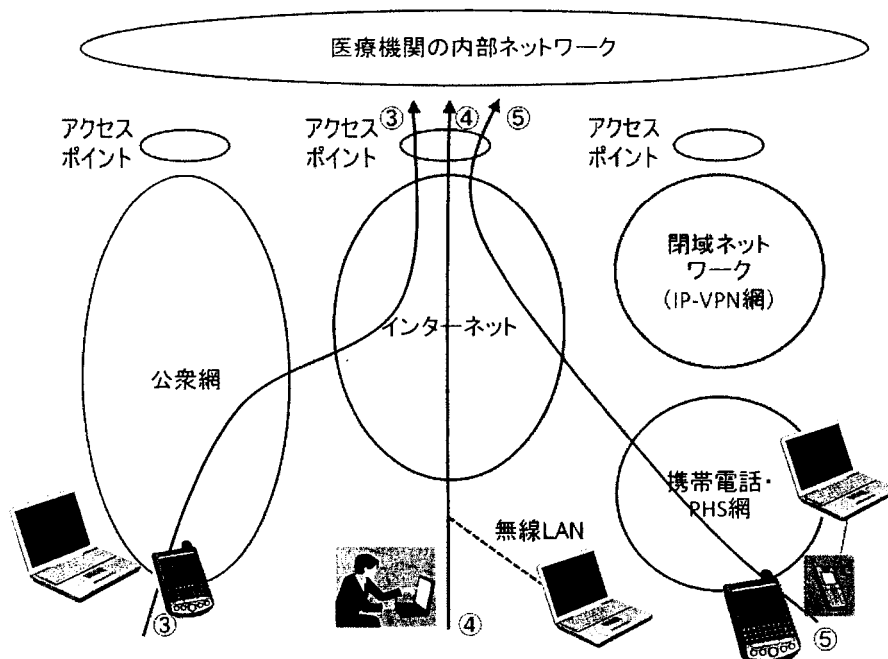 医療機関の内部ネットワーク
③ ④ ⑤
アクセス
ポイント
アクセス
ポイント
アクセス
ポイント
閉域ネット
ワーク
（IP-VPN網）
インターネット
公衆網
携帯電話・
PHS網
無線LAN
③
④
⑤